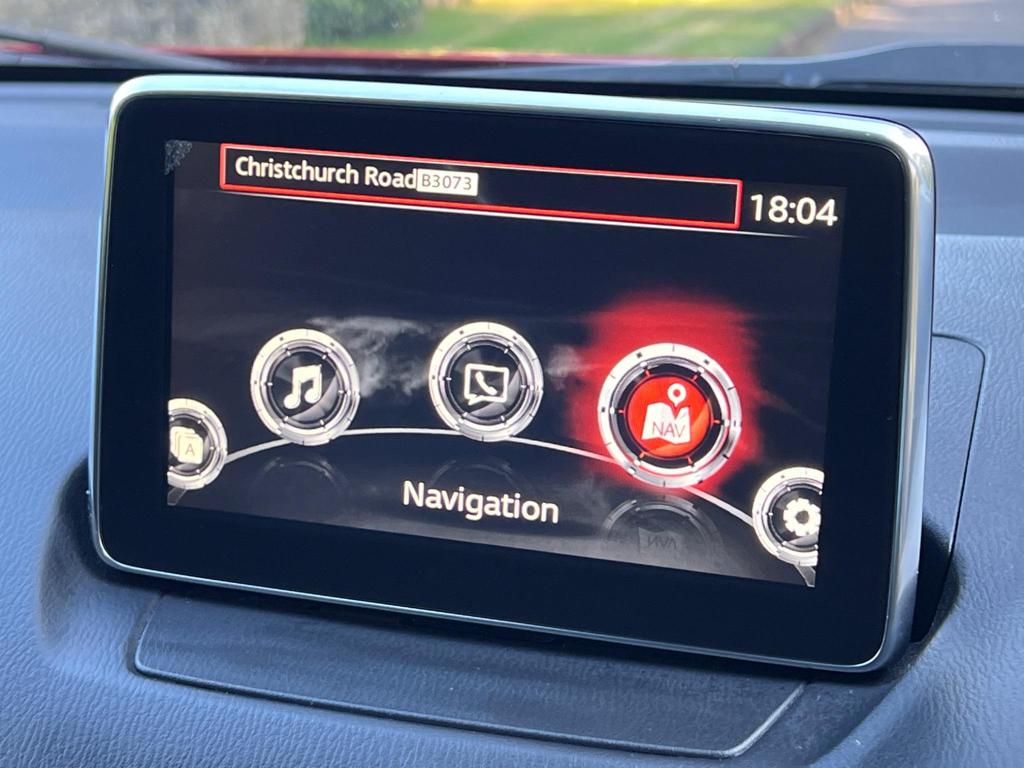 Christchurch Road B3073
18:04
A
NAV
Navigation